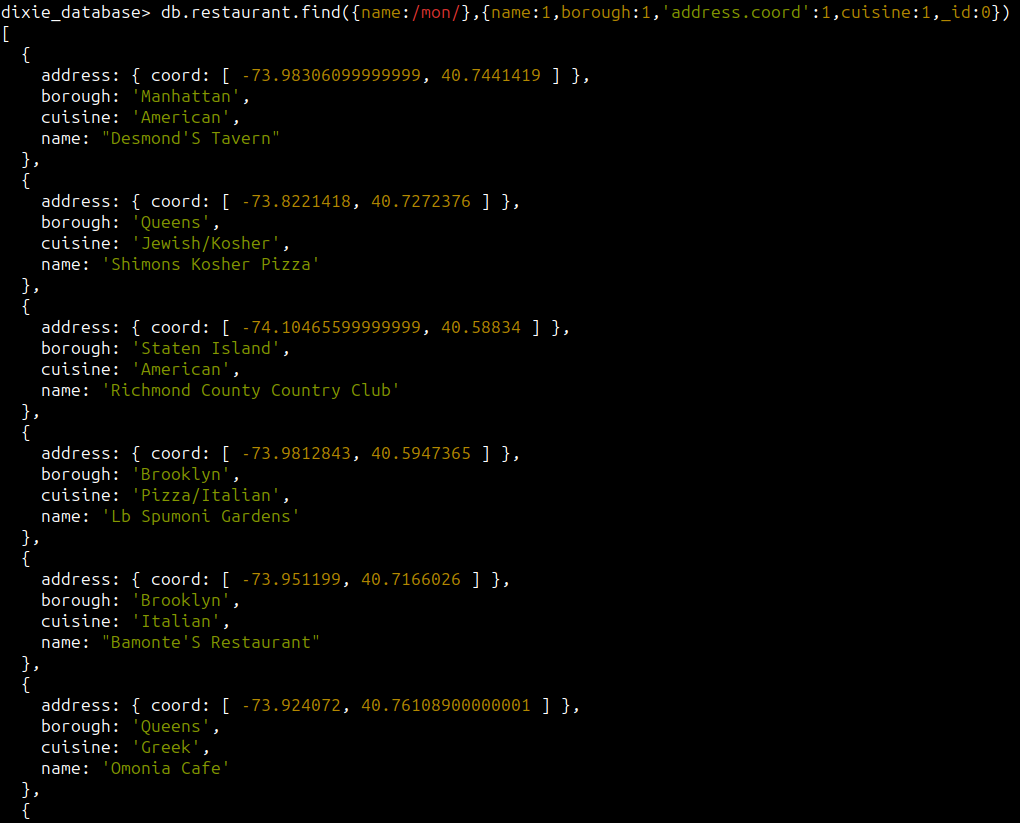 dixie_database> db.restaurant.find({name:/mon/},{name:1,borough:1,'address.coord':1,cuisine:1,_id:0})
[
  {
    address: { coord: [ -73.98306099999999, 40.7441419 ] },
    borough: 'Manhattan',
    cuisine: 'American',
    name: "Desmond'S Tavern"
  },
  {
    address: { coord: [ -73.8221418, 40.7272376 ] },
    borough: 'Queens',
    cuisine: 'Jewish/Kosher',
    name: 'Shimons Kosher Pizza'
  },
  {
    address: { coord: [ -74.10465599999999, 40.58834 ] },
    borough: 'Staten Island',
    cuisine: 'American',
    name: 'Richmond County Country Club'
  },
  {
    address: { coord: [ -73.9812843, 40.5947365 ] },
    borough: 'Brooklyn',
    cuisine: 'Pizza/Italian',
    name: 'Lb Spumoni Gardens'
  },
  {
    address: { coord: [ -73.951199, 40.7166026 ] },
    borough: 'Brooklyn',
    cuisine: 'Italian',
    name: "Bamonte'S Restaurant"
  },
  {
    address: { coord: [ -73.924072, 40.76108900000001 ] },
    borough: 'Queens',
    cuisine: 'Greek',
    name: 'Omonia Cafe'
  },
  {